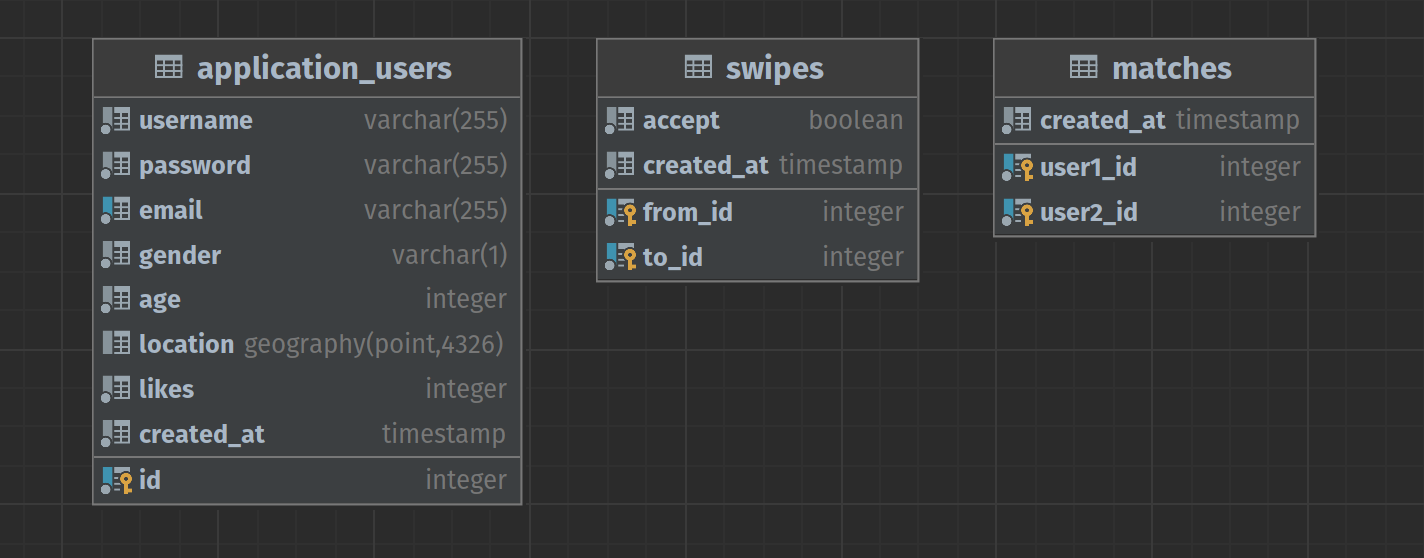 application_users
username varchar(255)
password varchar(255)
email varchar(255)
gender varchar(1)
age integer
location geography(point,4326)
likes integer
created_at timestamp
id integer
swipes
accept boolean
created_at timestamp
from_id integer
to_id integer
matches
created_at timestamp
user1_id integer
user2_id integer